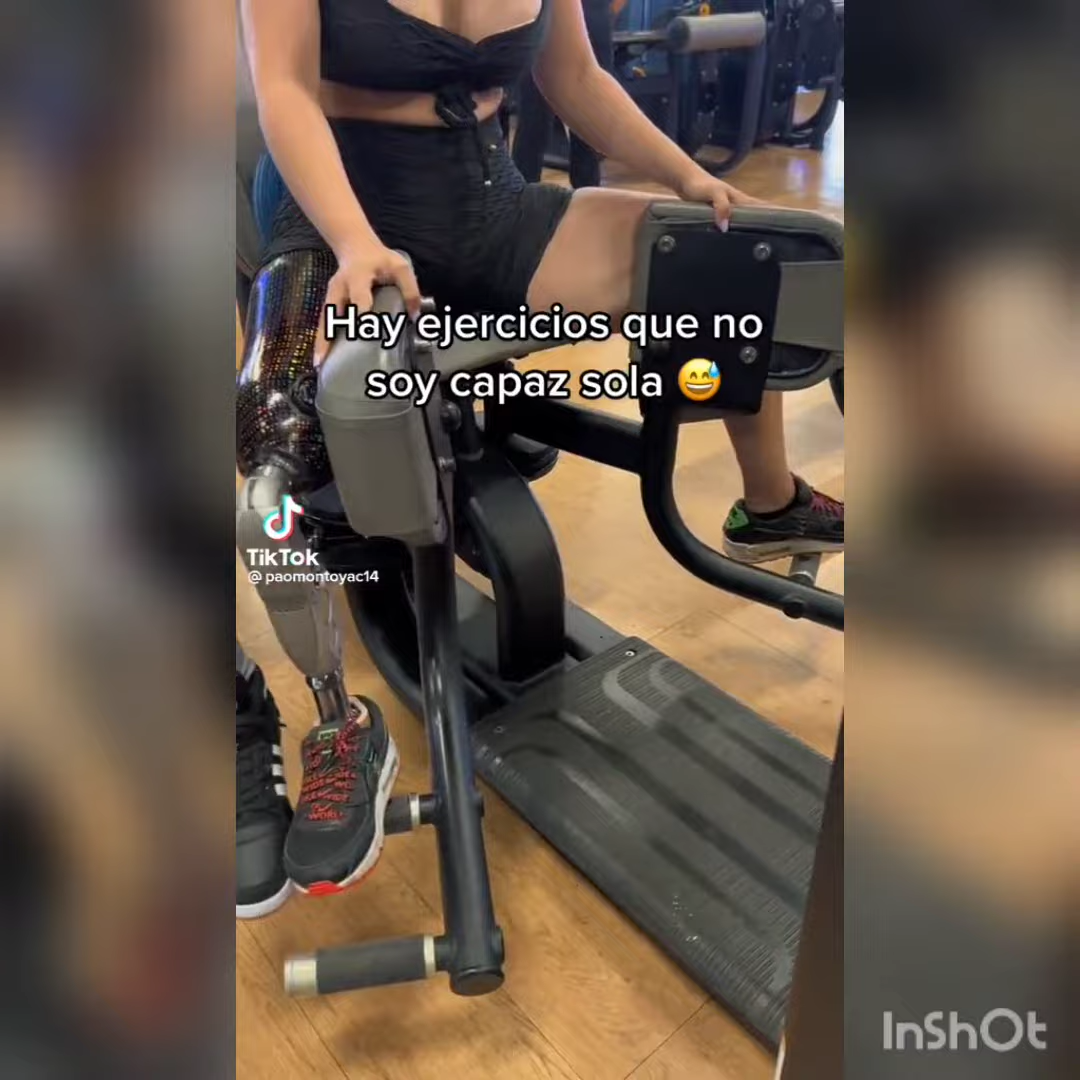 Hay ejercicios que no
soy capaz sola 😅
TikTok
@paomontoyac14
InShOt